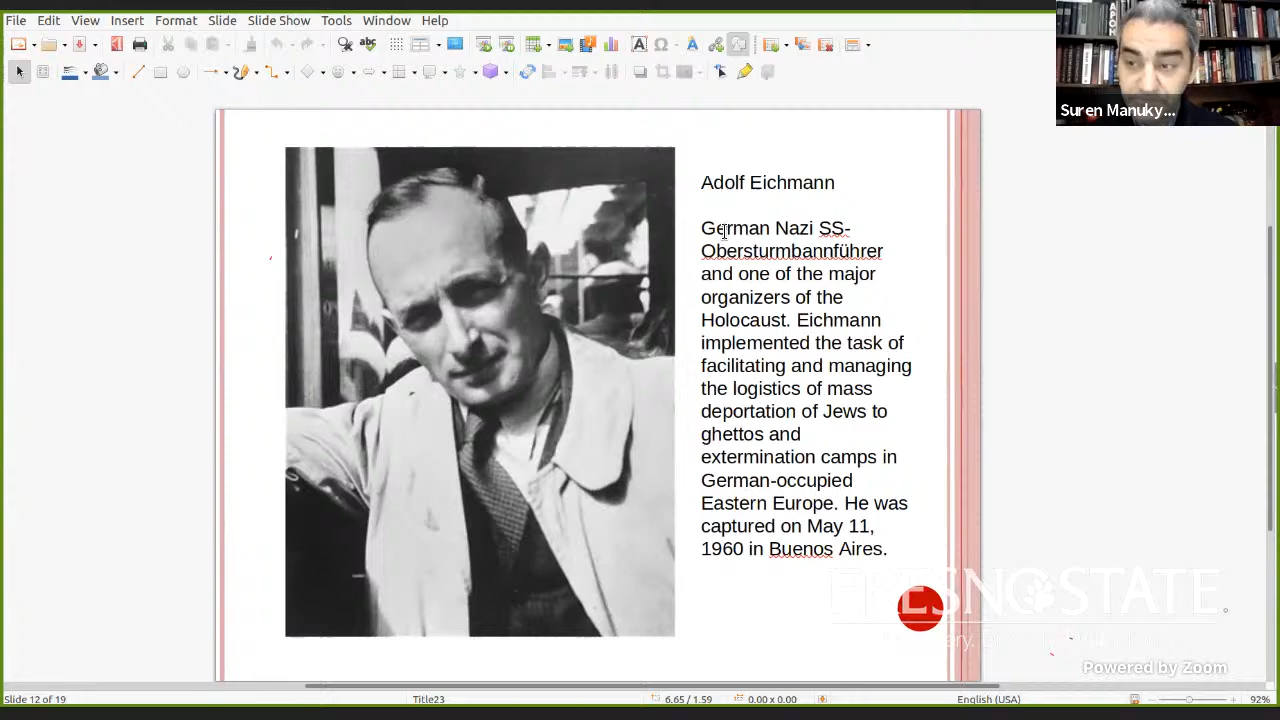 File Edit View Insert Format Slide Slide Show Tools Window Help
Suren Manuky...
Adolf Eichmann
German Nazi SS-
Obersturmbannführer
and one of the major
organizers of the
Holocaust. Eichmann
implemented the task of
facilitating and managing
the logistics of mass
deportation of Jews to
ghettos and
extermination camps in
German-occupied
Eastern Europe. He was
captured on May 11,
1960 in Buenos Aires.
FRESNO STATE
Powered by Zoom
Slide 12 of 19 Title23 6.65 / 1.59 0.00 x 0.00 English (USA) 92%